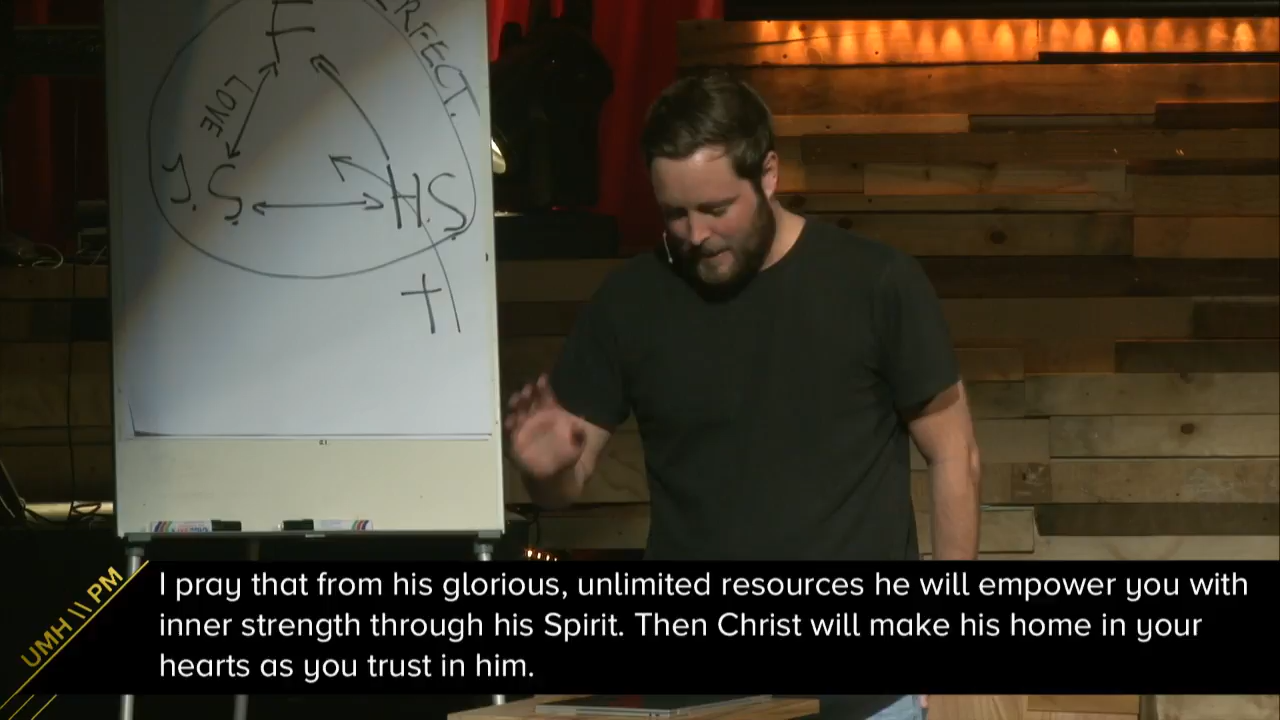 F
PERFECT.
LOVE
J.S.
H.S.
UMH \\ PM
I pray that from his glorious, unlimited resources he will empower you with
inner strength through his Spirit. Then Christ will make his home in your
hearts as you trust in him.